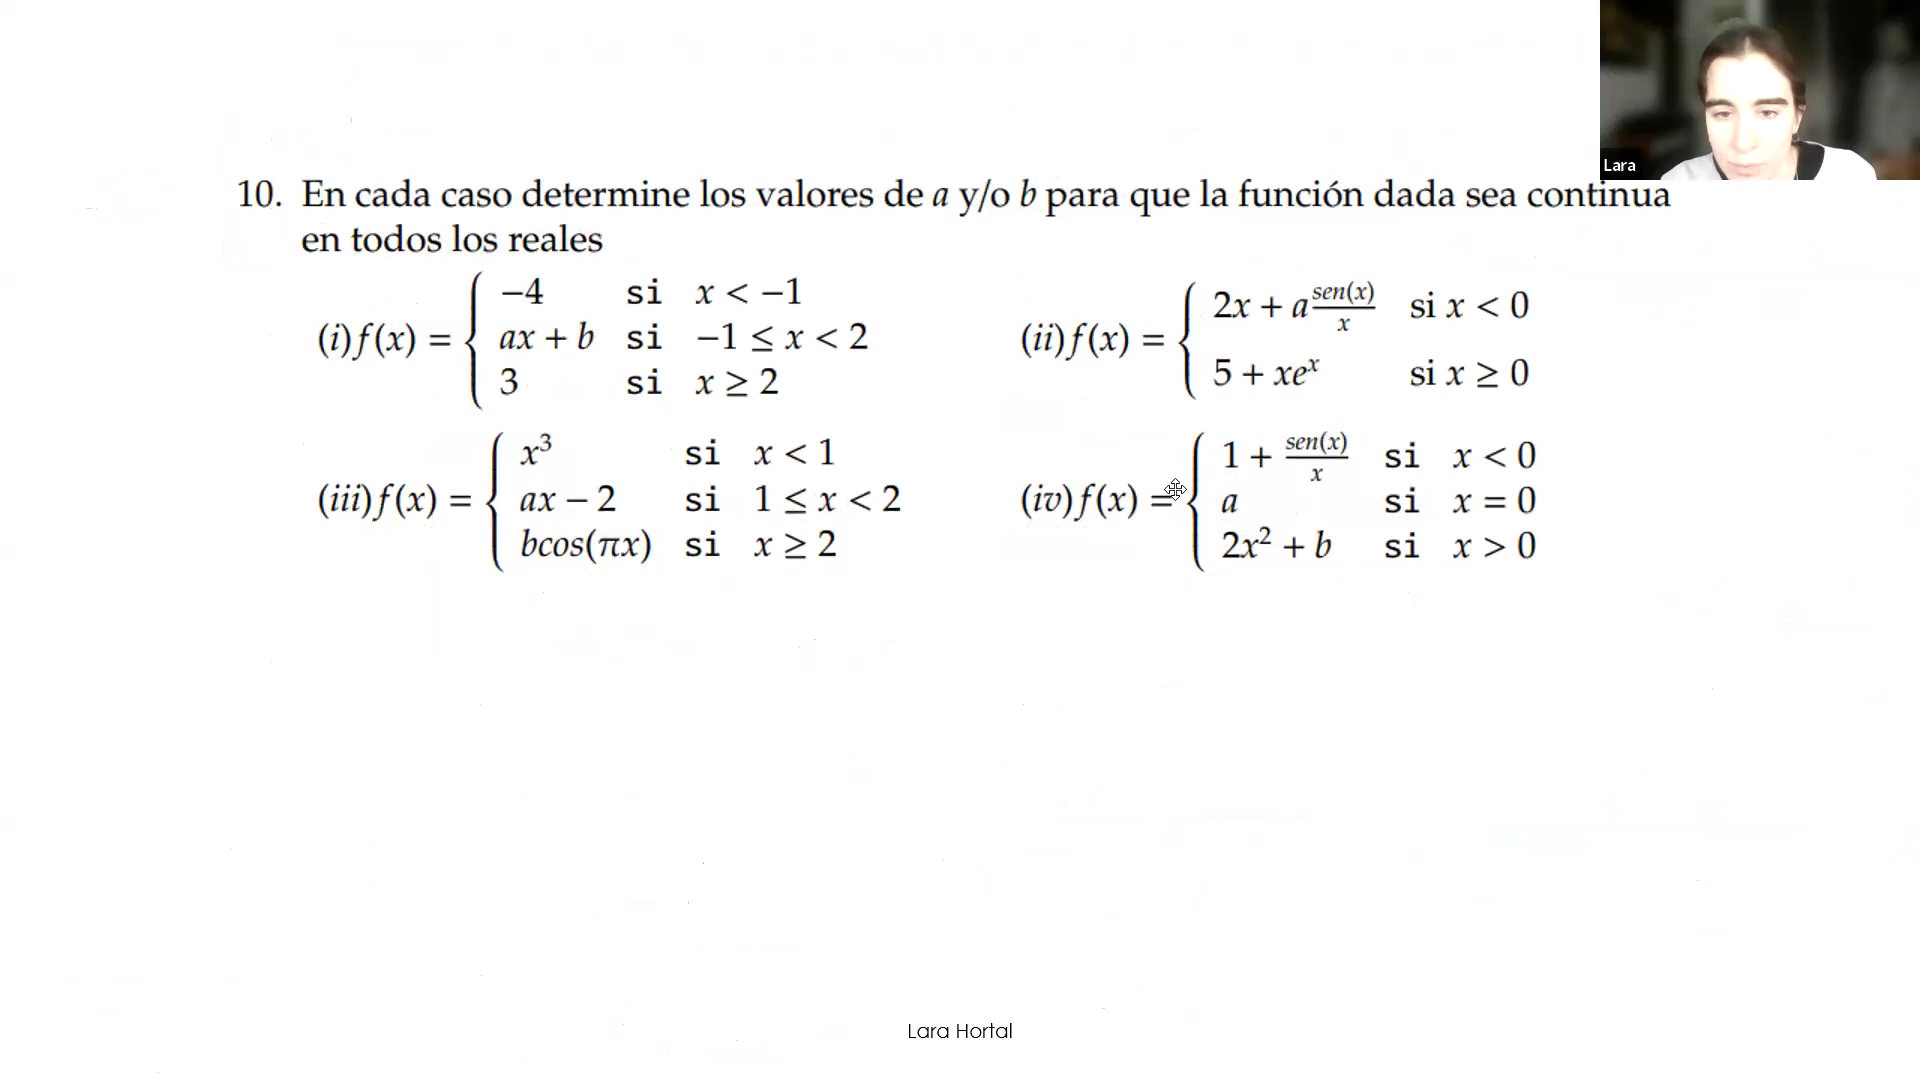 Lara
10. En cada caso determine los valores de a y/o b para que la función dada sea continua
en todos los reales
(i) f(x) = { −4 si x < −1
ax + b si −1 ≤ x < 2
3 si x ≥ 2
(ii) f(x) = { 2x + a sen(x)/x si x < 0
5 + xe^x si x ≥ 0
(iii) f(x) = { x³ si x < 1
ax − 2 si 1 ≤ x < 2
bcos(πx) si x ≥ 2
(iv) f(x) = { 1 + sen(x)/x si x < 0
a si x = 0
2x² + b si x > 0
Lara Hortal